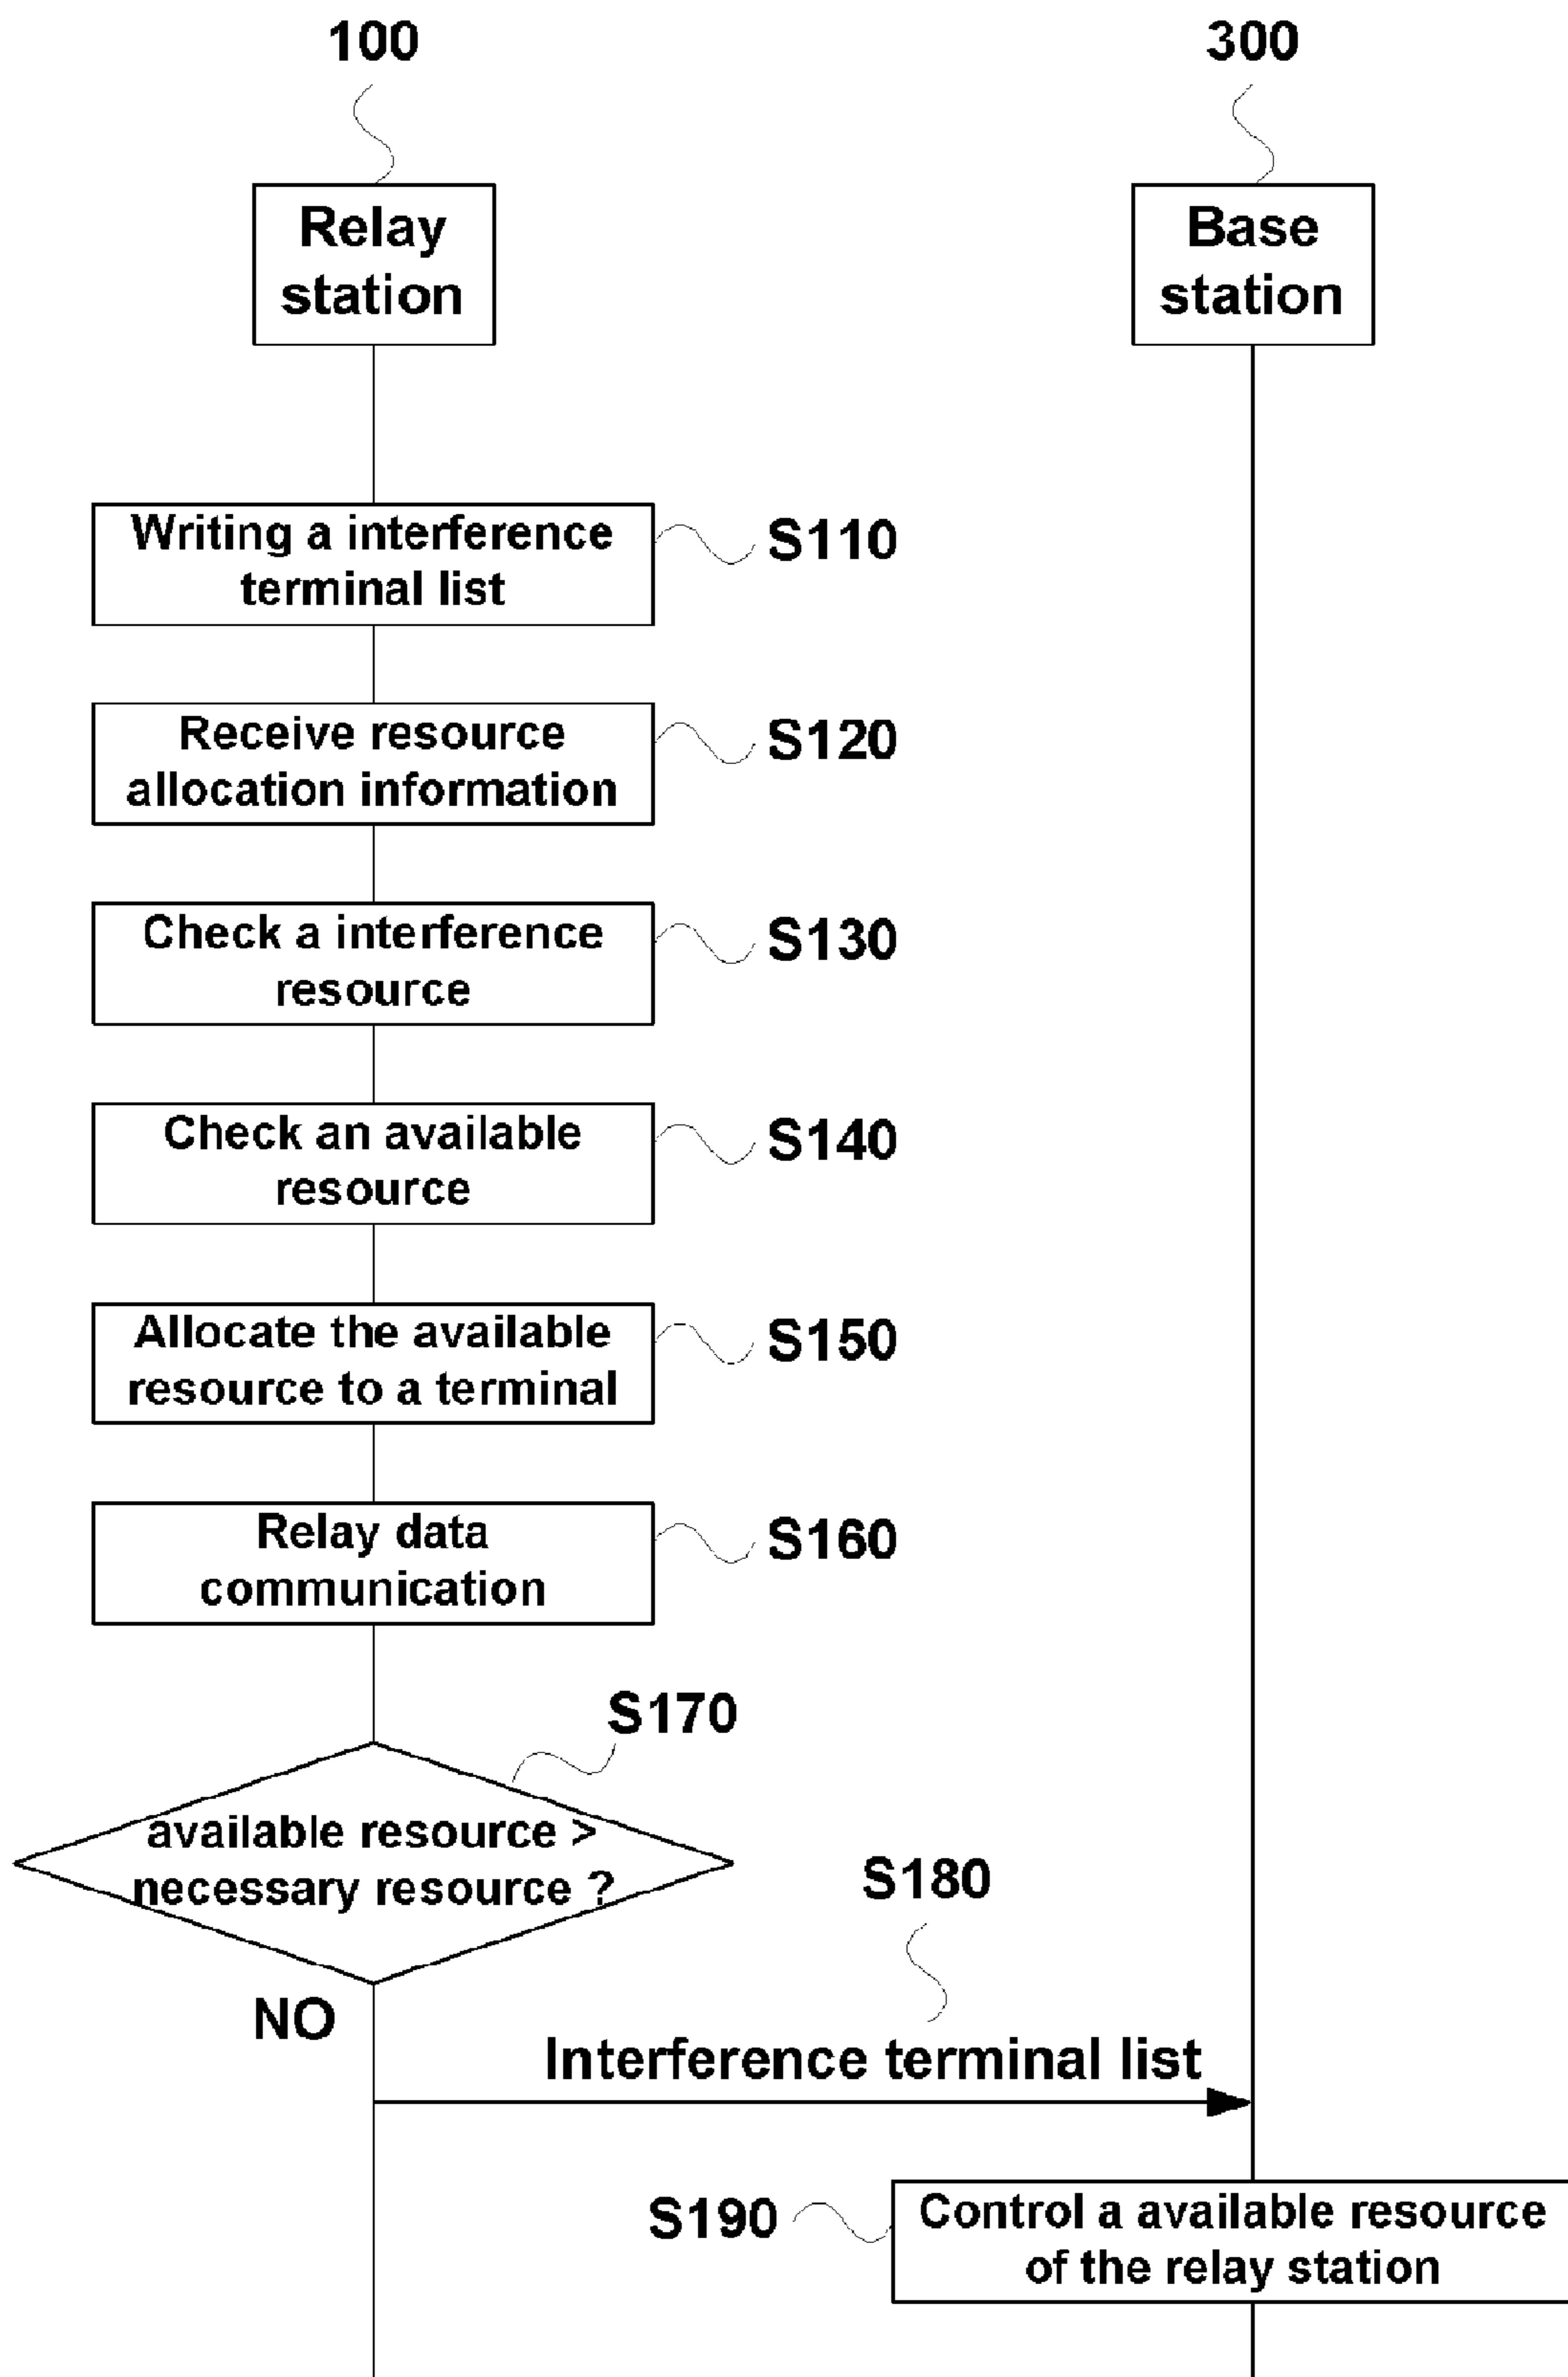 100
300
Relay
station
Base
station
Writing a interference
terminal list
S110
Receive resource
allocation information
S120
Check a interference
resource
S130
Check an available
resource
S140
Allocate the available
resource to a terminal
S150
Relay data
communication
S160
S170
available resource >
necessary resource ?
S180
NO
Interference terminal list
S190
Control a available resource
of the relay station